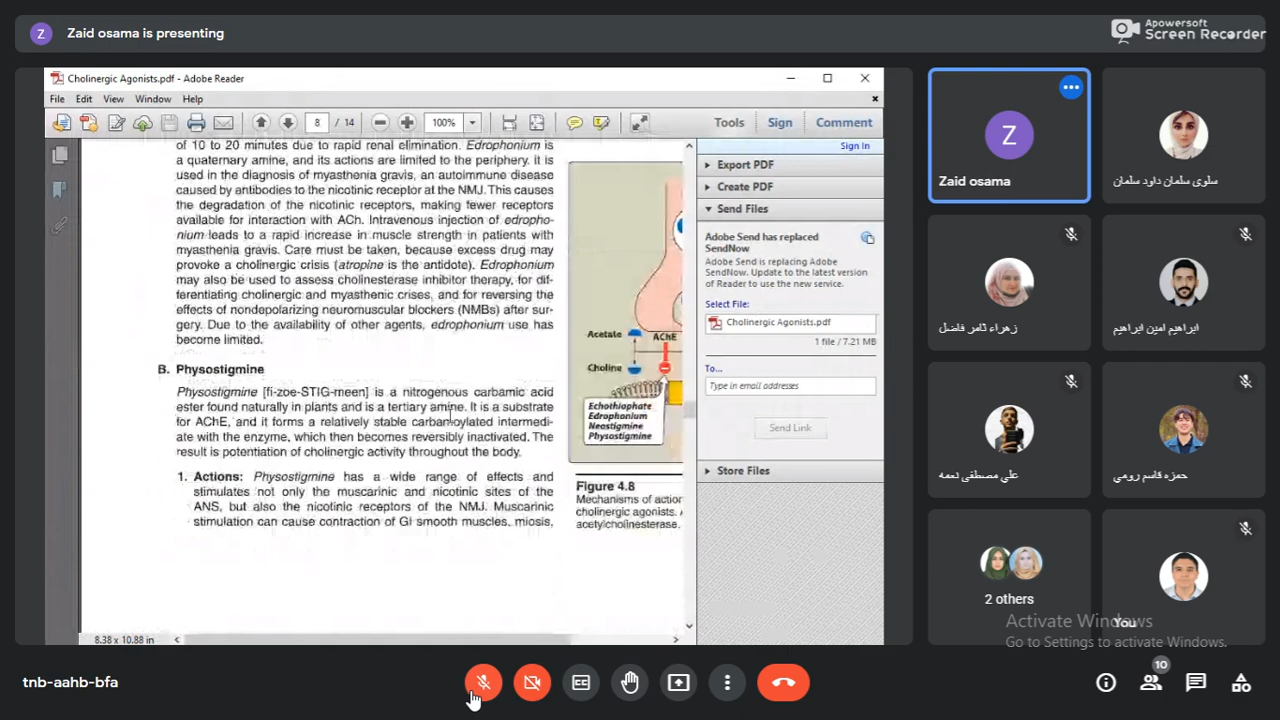 Z
Zaid osama is presenting
Apowersoft
Screen Recorder
Cholinergic Agonists.pdf - Adobe Reader
File Edit View Window Help
8 / 14
100%
Tools Sign Comment
of 10 to 20 minutes due to rapid renal elimination. Edrophonium is
a quaternary amine, and its actions are limited to the periphery. It is
used in the diagnosis of myasthenia gravis, an autoimmune disease
caused by antibodies to the nicotinic receptor at the NMJ. This causes
the degradation of the nicotinic receptors, making fewer receptors
available for interaction with ACh. Intravenous injection of edropho-
nium leads to a rapid increase in muscle strength in patients with
myasthenia gravis. Care must be taken, because excess drug may
provoke a cholinergic crisis (atropine is the antidote). Edrophonium
may also be used to assess cholinesterase inhibitor therapy, for dif-
ferentiating cholinergic and myasthenic crises, and for reversing the
effects of nondepolarizing neuromuscular blockers (NMBs) after sur-
gery. Due to the availability of other agents, edrophonium use has
become limited.
B. Physostigmine
Physostigmine [fi-zoe-STIG-meen] is a nitrogenous carbamic acid
ester found naturally in plants and is a tertiary amine. It is a substrate
for AChE, and it forms a relatively stable carbamoylated intermedi-
ate with the enzyme, which then becomes reversibly inactivated. The
result is potentiation of cholinergic activity throughout the body.
1. Actions: Physostigmine has a wide range of effects and
stimulates not only the muscarinic and nicotinic sites of the
ANS, but also the nicotinic receptors of the NMJ. Muscarinic
stimulation can cause contraction of GI smooth muscles, miosis,
Acetate
AChE
Choline
Echothiophate
Edrophonium
Neostigmine
Physostigmine
Figure 4.8
Mechanisms of action
cholinergic agonists. A
acetylcholinesterase.
8.38 x 10.88 in
Sign In
Export PDF
Create PDF
Send Files
Adobe Send has replaced
SendNow
Adobe Send is replacing Adobe
SendNow. Update to the latest version
of Reader to use the new service.
Select File:
Cholinergic Agonists.pdf
1 file / 7.21 MB
To...
Type in email addresses
Send Link
Store Files
Z
Zaid osama
سلوى سلمان داود سلمان
زهراء ثامر فاضل
ابراهيم امين ابراهيم
علي مصطفى نعمه
حمزه قاسم رومي
2 others
You
Activate Windows
Go to Settings to activate Windows.
tnb-aahb-bfa
10